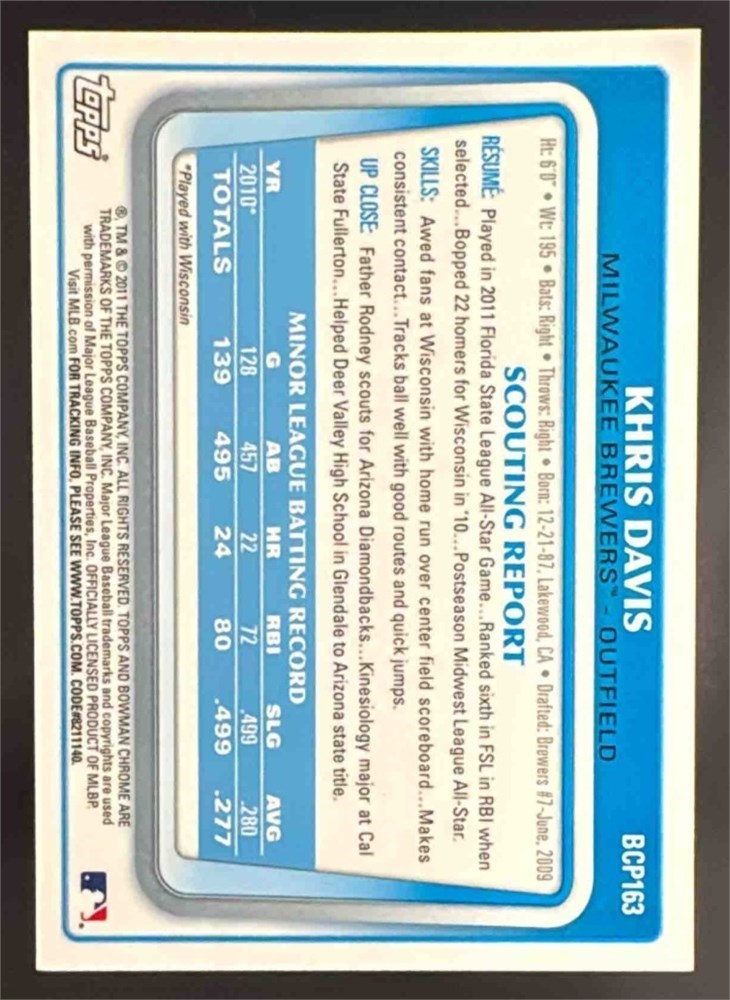 KHRIS DAVIS BCP163
MILWAUKEE BREWERS™ - OUTFIELD
Ht: 6'0" • Wt: 195 • Bats: Right • Throws: Right • Born: 12-21-87, Lakewood, CA • Drafted: Brewers #7-June, 2009
SCOUTING REPORT
RÉSUMÉ: Played in 2011 Florida State League All-Star Game...Ranked sixth in FSL in RBI when
selected...Bopped 22 homers for Wisconsin in '10...Postseason Midwest League All-Star.
SKILLS: Awed fans at Wisconsin with home run over center field scoreboard...Makes
consistent contact...Tracks ball well with good routes and quick jumps.
UP CLOSE: Father Rodney scouts for Arizona Diamondbacks...Kinesiology major at Cal
State Fullerton...Helped Deer Valley High School in Glendale to Arizona state title.
MINOR LEAGUE BATTING RECORD
YR G AB HR RBI SLG AVG
2010* 128 457 22 72 .499 .280
TOTALS 139 495 24 80 .499 .277
*Played with Wisconsin
®, TM & © 2011 THE TOPPS COMPANY, INC. ALL RIGHTS RESERVED. TOPPS AND BOWMAN CHROME ARE
TRADEMARKS OF THE TOPPS COMPANY, INC. Major League Baseball trademarks and copyrights are used
with permission of Major League Baseball Properties, Inc. OFFICIALLY LICENSED PRODUCT OF MLBP.
Visit MLB.com FOR TRACKING INFO, PLEASE SEE WWW.TOPPS.COM. CODE#8211140.
topps®